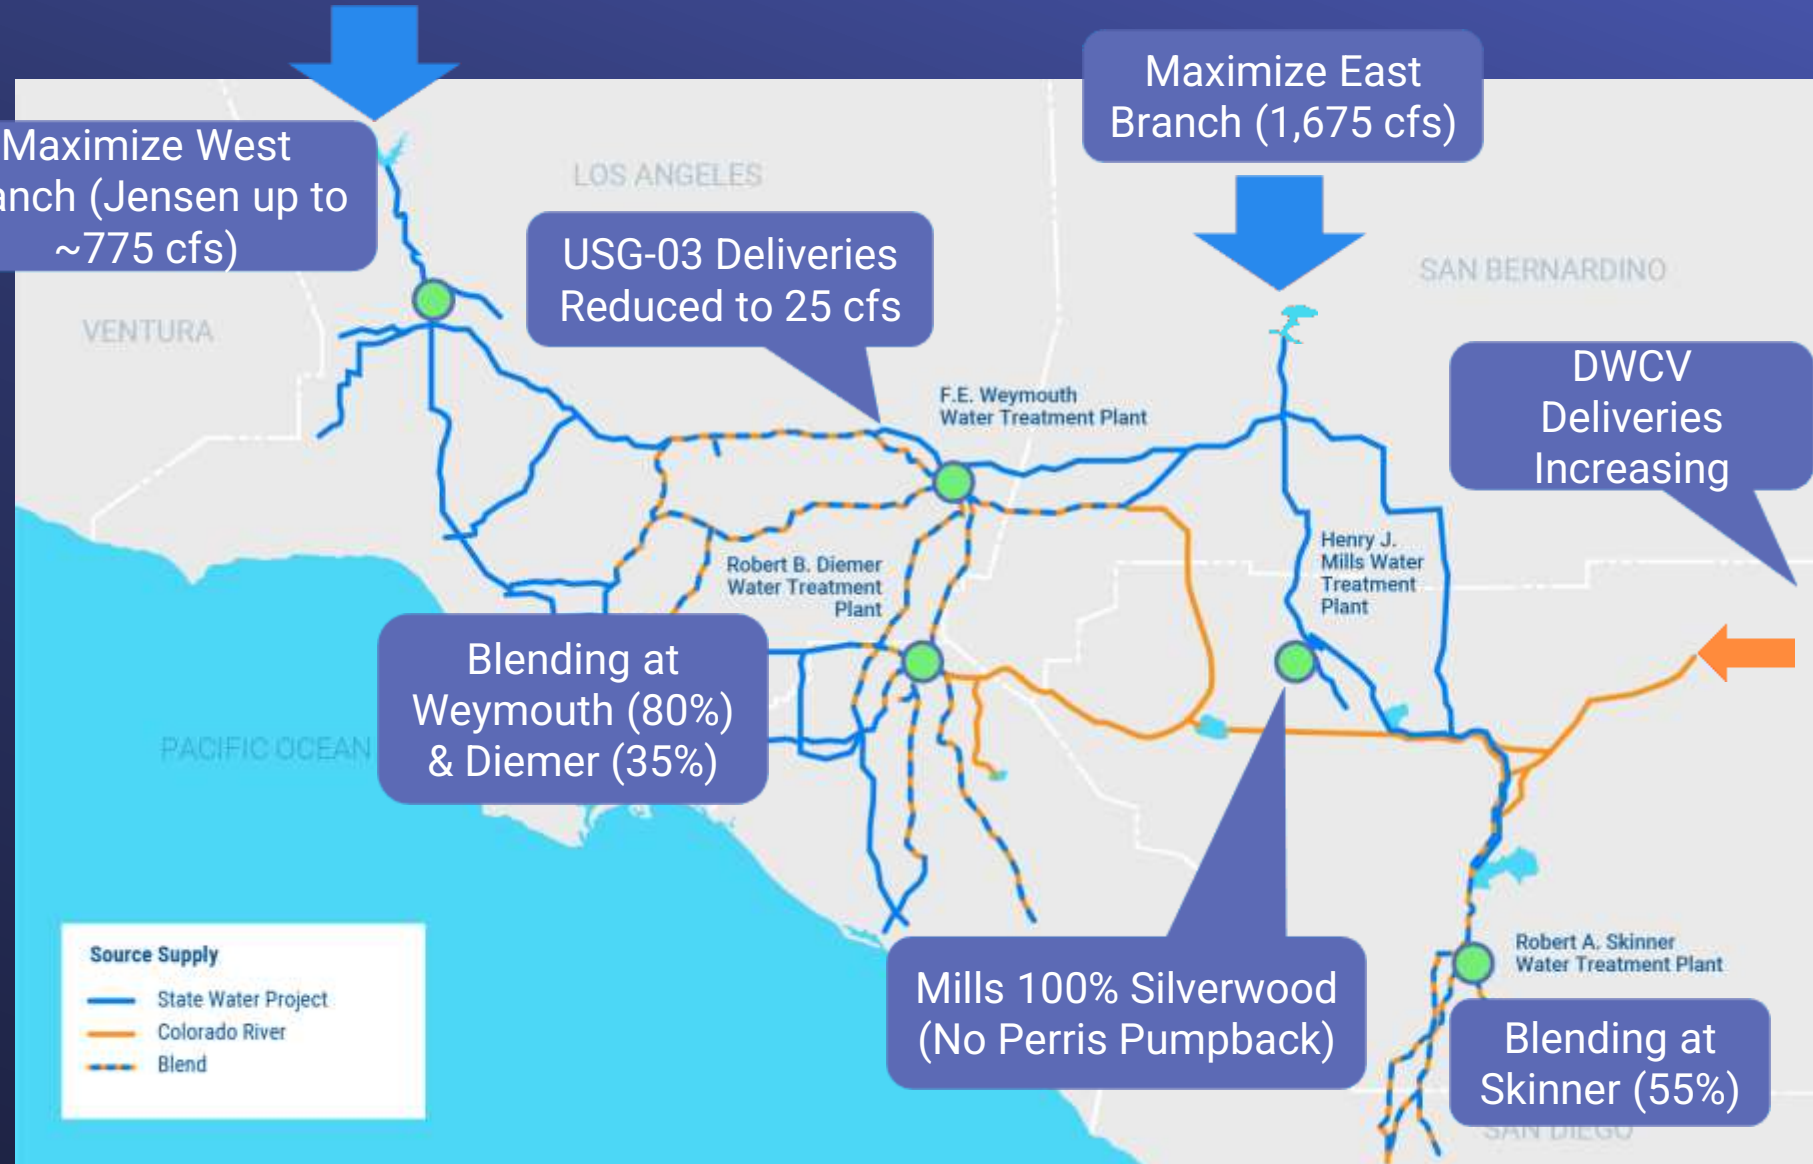 Maximize West
anch (Jensen up to
~775 cfs)
Maximize East
Branch (1,675 cfs)
LOS ANGELES
USG-03 Deliveries
Reduced to 25 cfs
SAN BERNARDINO
VENTURA
DWCV
Deliveries
Increasing
F.E. Weymouth
Water Treatment Plant
Henry J.
Mills Water
Treatment
Plant
Robert B. Diemer
Water Treatment
Plant
Blending at
Weymouth (80%)
& Diemer (35%)
PACIFIC OCEAN
Mills 100% Silverwood
(No Perris Pumpback)
Robert A. Skinner
Water Treatment Plant
Blending at
Skinner (55%)
SAN DIEGO
Source Supply
State Water Project
Colorado River
Blend